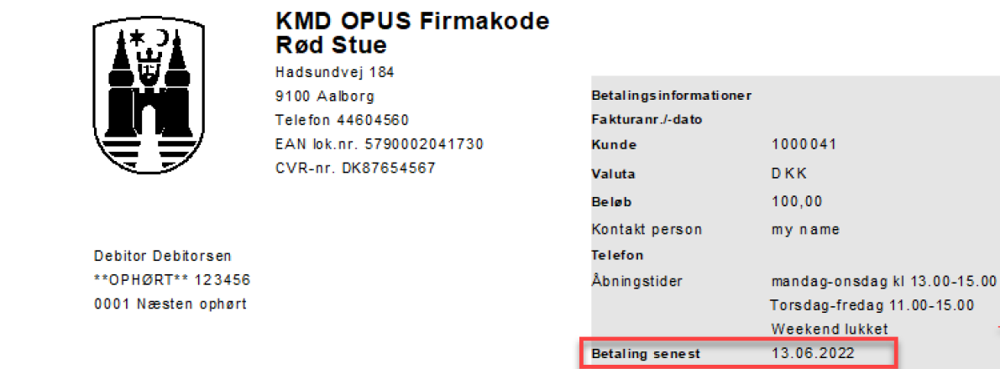 KMD OPUS Firmakode
Rød Stue
Hadsundvej 184
9100 Aalborg
Telefon 44604560
EAN lok.nr. 5790002041730
CVR-nr. DK87654567
Debitor Debitorsen
**OPHØRT** 123456
0001 Næsten ophørt
Betalingsinformationer
Fakturanr./-dato
Kunde 1000041
Valuta DKK
Beløb 100,00
Kontakt person my name
Telefon
Åbningstider mandag-onsdag kl 13.00-15.00
Torsdag-fredag 11.00-15.00
Weekend lukket
Betaling senest 13.06.2022